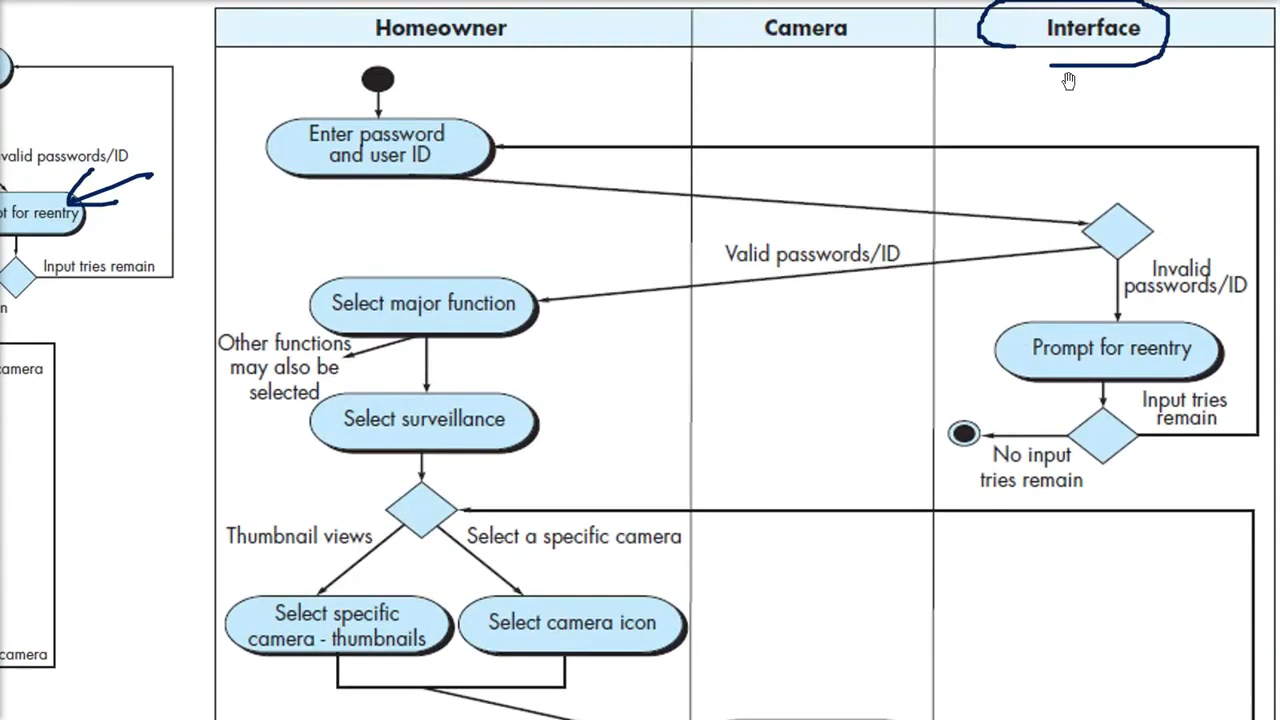 Homeowner
Camera
Interface
Enter password
and user ID
Valid passwords/ID
Invalid
passwords/ID
Select major function
Prompt for reentry
Other functions
may also be
selected
Input tries
remain
Select surveillance
No input
tries remain
Thumbnail views
Select a specific camera
Select specific
camera - thumbnails
Select camera icon
valid passwords/ID
for reentry
Input tries remain
camera